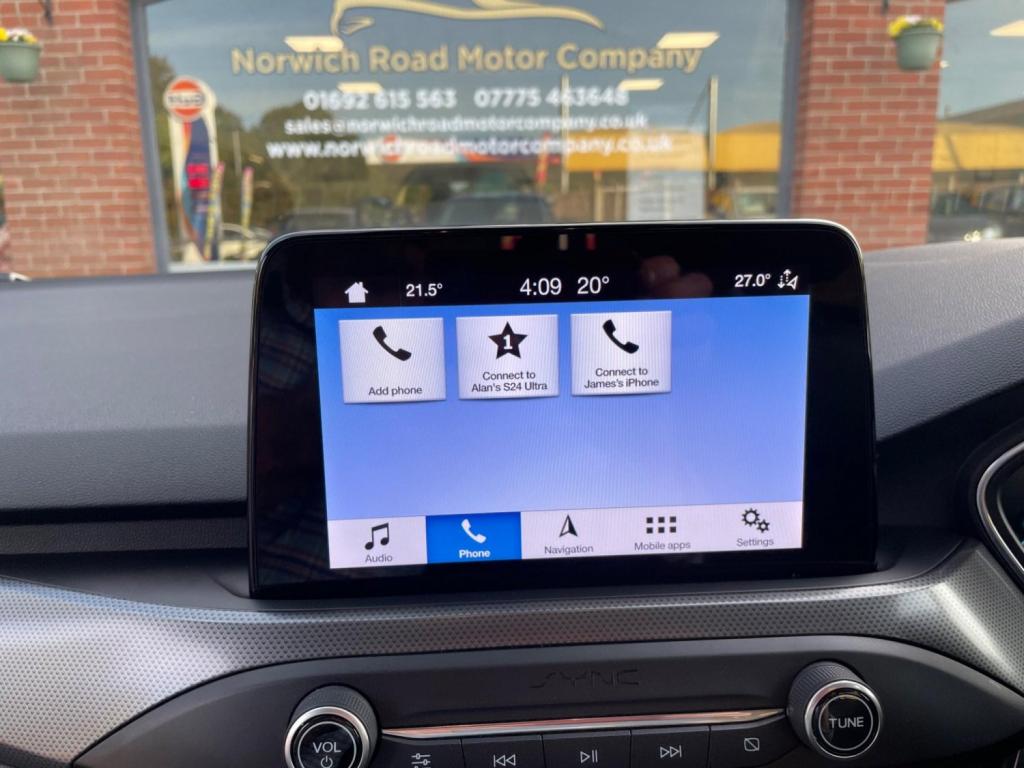 Norwich Road Motor Company
01692 615 563 07775 463648
sales@norwichroadmotorcompany.co.uk
www.norwichroadmotorcompany.co.uk
21.5° 4:09 20° 27.0°
Add phone
1
Connect to
Alan's S24 Ultra
Connect to
James's iPhone
Audio Phone Navigation Mobile apps Settings
SYNC
VOL TUNE